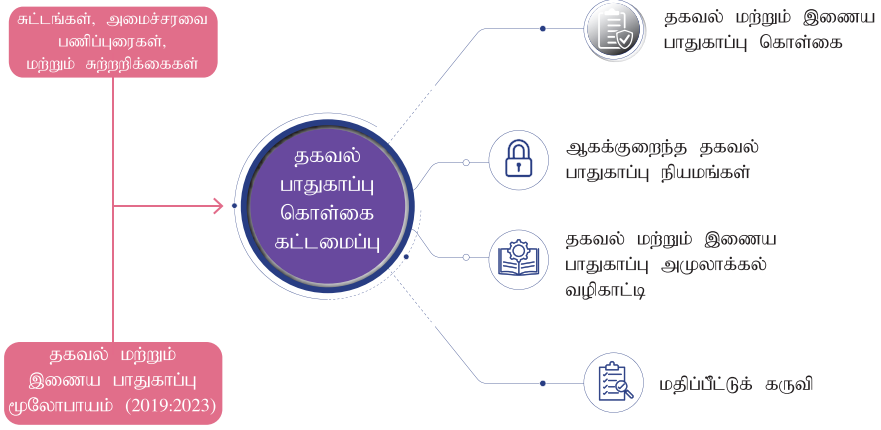 சுட்டங்கள், அமைச்சரவை
பணிப்புரைகள்,
மற்றும் சுற்றறிக்கைகள்
தகவல் மற்றும்
இணைய பாதுகாப்பு
மூலோபாயம் (2019:2023)
தகவல்
பாதுகாப்பு
கொள்கை
கட்டமைப்பு
தகவல் மற்றும் இணைய
பாதுகாப்பு கொள்கை
ஆகக்குறைந்த தகவல்
பாதுகாப்பு நியமங்கள்
தகவல் மற்றும் இணைய
பாதுகாப்பு அமுலாக்கல்
வழிகாட்டி
மதிப்பீட்டுக் கருவி